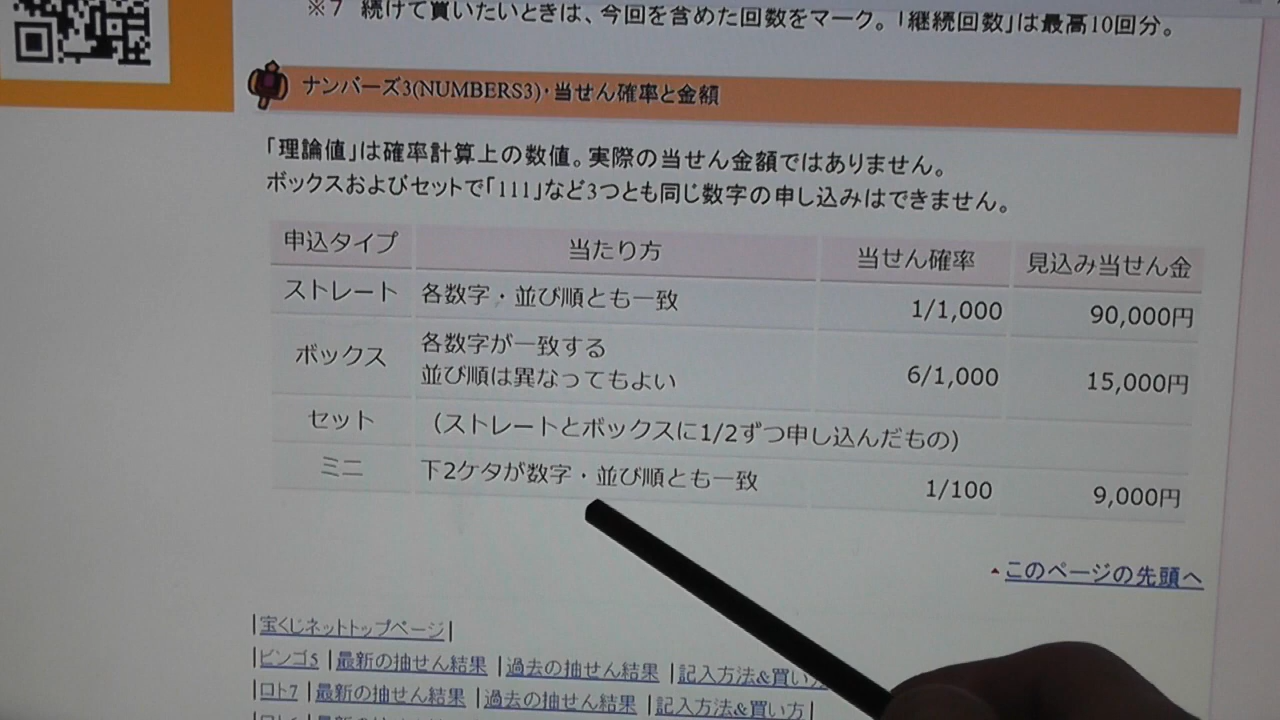 ※7 続けて買いたいときは、今回を含めた回数をマーク。「継続回数」は最高10回分。
ナンバーズ3(NUMBERS3)・当せん確率と金額
「理論値」は確率計算上の数値。実際の当せん金額ではありません。
ボックスおよびセットで「111」など3つとも同じ数字の申し込みはできません。
申込タイプ 当たり方 当せん確率 見込み当せん金
ストレート 各数字・並び順とも一致 1/1,000 90,000円
ボックス 各数字が一致する
並び順は異なってもよい 6/1,000 15,000円
セット （ストレートとボックスに1/2ずつ申し込んだもの）
ミニ 下2ケタが数字・並び順とも一致 1/100 9,000円
このページの先頭へ
|宝くじネットトップページ|
|ビンゴ5 |最新の抽せん結果 |過去の抽せん結果 |記入方法&買い方
|ロト7 |最新の抽せん結果 |過去の抽せん結果 |記入方法&買い方|